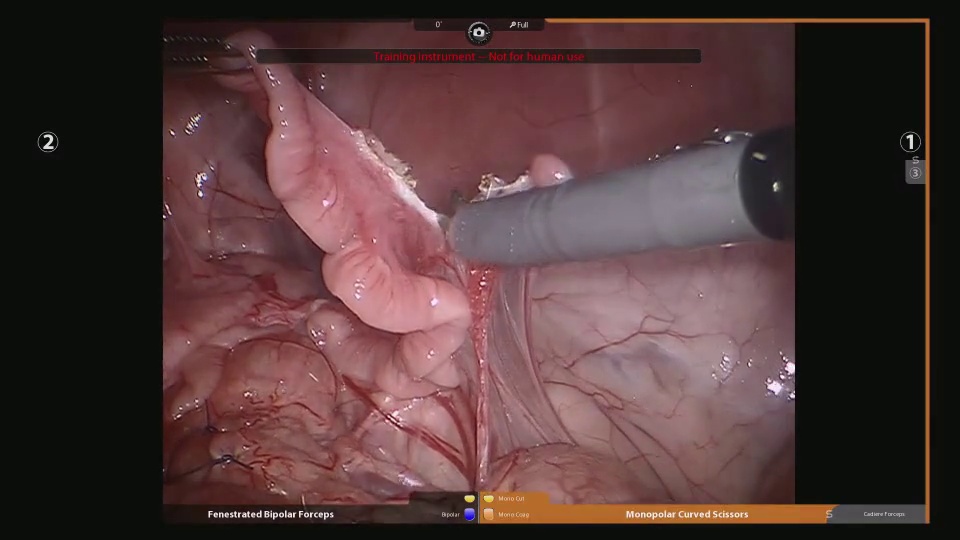 0°
Full
Training Instrument -- Not for human use
2
1
S
3
Mono Cut
Bipolar
Mono Coag
Fenestrated Bipolar Forceps
Monopolar Curved Scissors
S
Cadiere Forceps